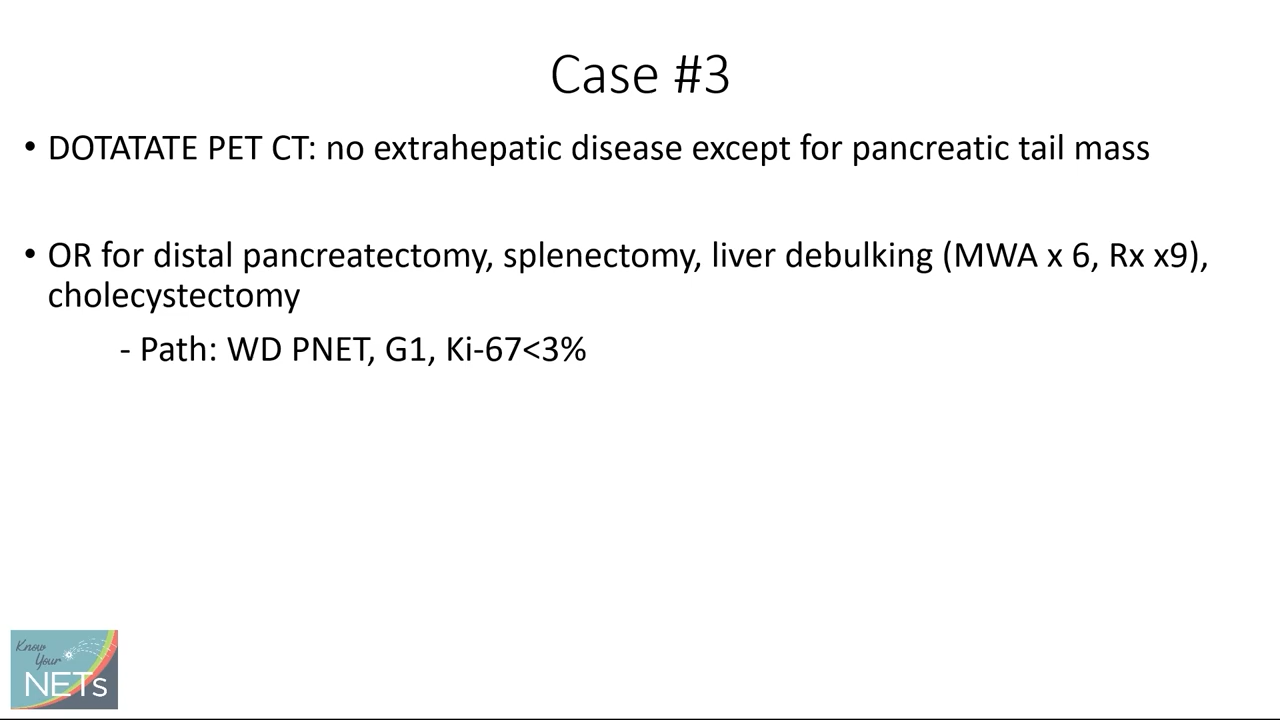 Case #3
• DOTATATE PET CT: no extrahepatic disease except for pancreatic tail mass
• OR for distal pancreatectomy, splenectomy, liver debulking (MWA x 6, Rx x9),
cholecystectomy
- Path: WD PNET, G1, Ki-67<3%
Know
Your
NETs